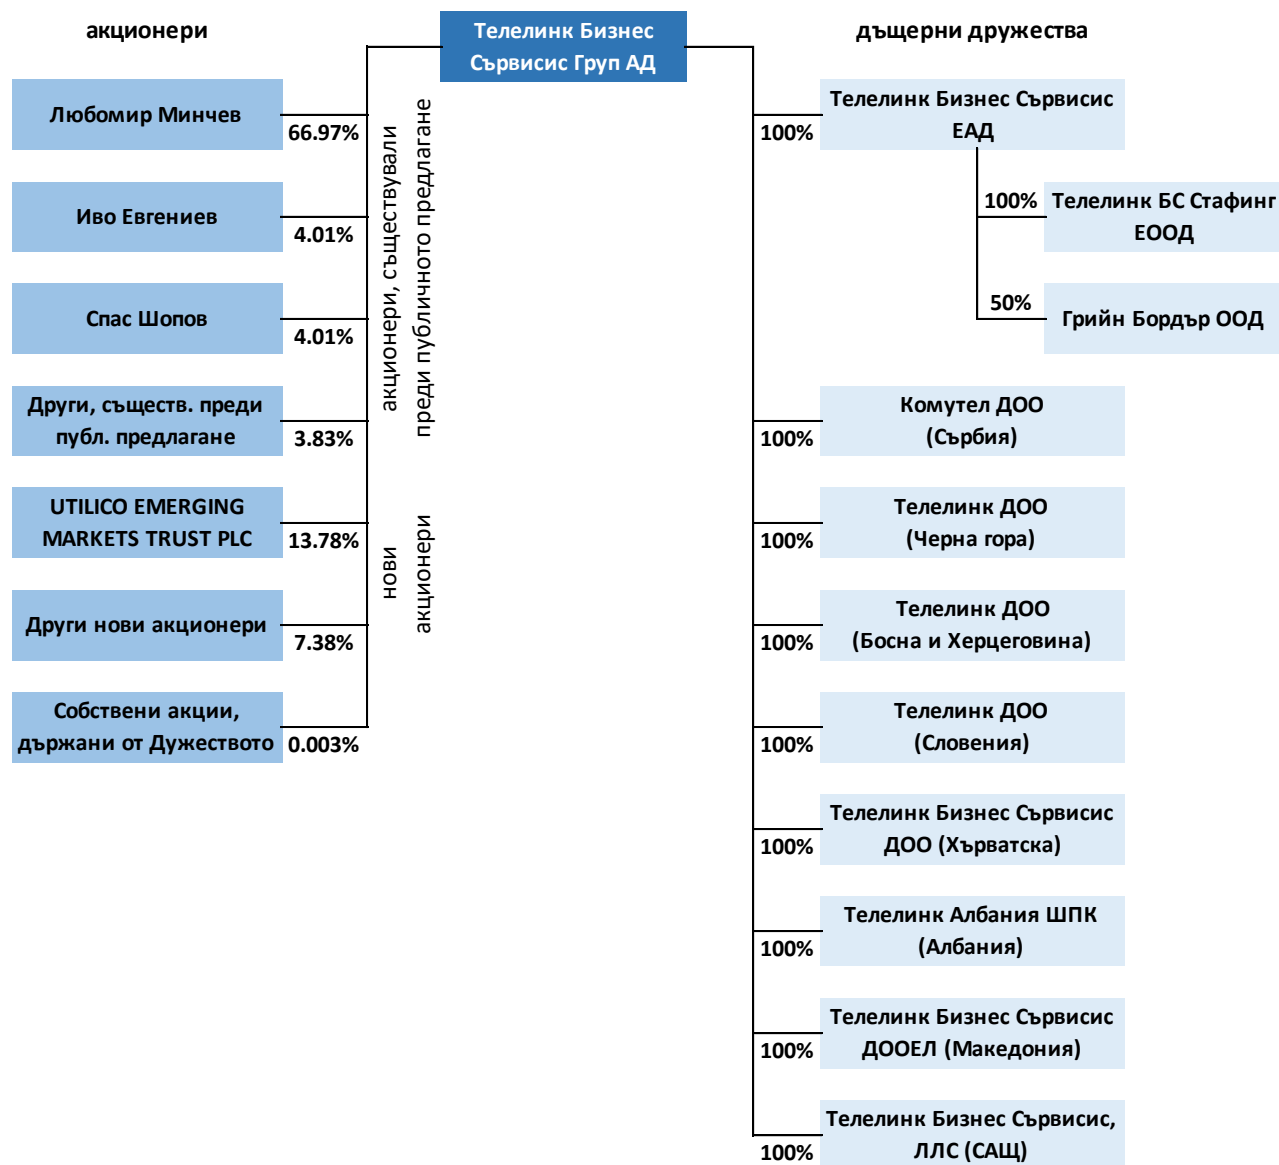 акционери
Телелинк Бизнес
Сървисис Груп АД
дъщерни дружества
Любомир Минчев
66.97%
Иво Евгениев
4.01%
Спас Шопов
4.01%
Други, същeств. преди
публ. предлагане
3.83%
UTILICO EMERGING
MARKETS TRUST PLC
13.78%
Други нови акционери
7.38%
Собствени акции,
държани от Дужеството
0.003%
акционери, съществували
преди публичното предлагане
нови
акционери
Телелинк Бизнес Сървисис
ЕАД
100%
100%
Телелинк БС Стафинг
ЕООД
50%
Грийн Бордър ООД
Комутел ДОО
(Сърбия)
100%
Телелинк ДОО
(Черна гора)
100%
Телелинк ДОО
(Босна и Херцеговина)
100%
Телелинк ДОО
(Словения)
100%
Телелинк Бизнес Сървисис
ДОО (Хърватска)
100%
Телелинк Албания ШПК
(Албания)
100%
Телелинк Бизнес Сървисис
ДООЕЛ (Македония)
100%
Телелинк Бизнес Сървисис,
ЛЛС (САЩ)
100%